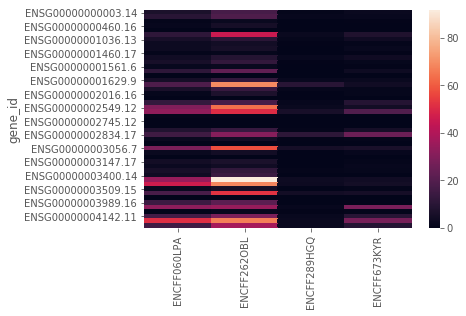 ENSG00000000003.14
ENSG00000000460.16
ENSG00000001036.13
ENSG00000001460.17
ENSG00000001561.6
ENSG00000001629.9
ENSG00000002016.16
ENSG00000002549.12
ENSG00000002745.12
ENSG00000002834.17
ENSG00000003056.7
ENSG00000003147.17
ENSG00000003400.14
ENSG00000003509.15
ENSG00000003989.16
ENSG00000004142.11
gene_id
ENCFF060LPA
ENCFF262OBL
ENCFF289HGQ
ENCFF673KYR
80
60
40
20
0